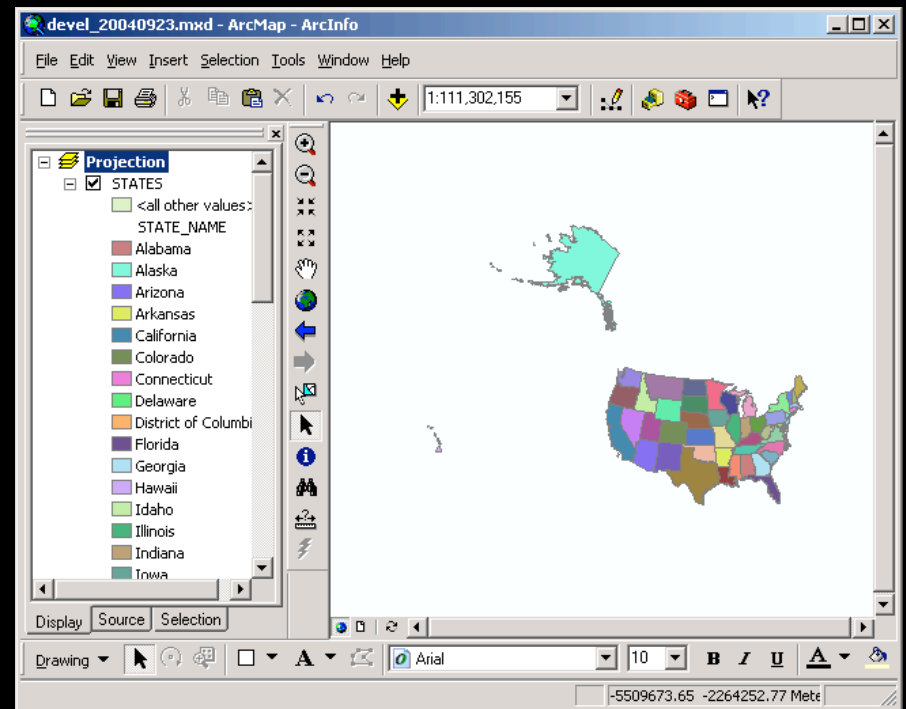 devel_20040923.mxd - ArcMap - ArcInfo
File Edit View Insert Selection Tools Window Help
1:111,302,155
Projection
STATES
<all other values>
STATE_NAME
Alabama
Alaska
Arizona
Arkansas
California
Colorado
Connecticut
Delaware
District of Columbi
Florida
Georgia
Hawaii
Idaho
Illinois
Indiana
Iowa
Display Source Selection
Drawing Arial 10 B I U A
-5509673.65 -2264252.77 Mete